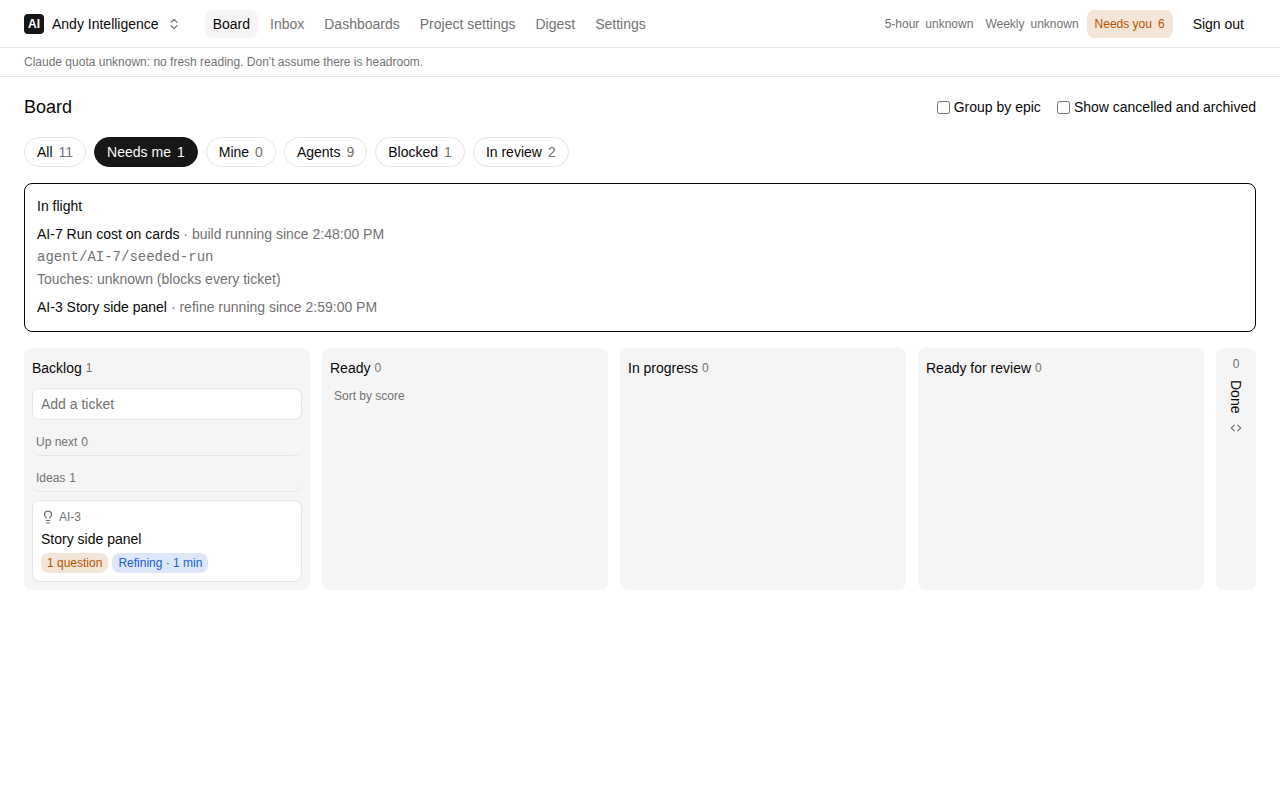 AI Andy Intelligence Board Inbox Dashboards Project settings Digest Settings 5-hour unknown Weekly unknown Needs you 6 Sign out
Claude quota unknown: no fresh reading. Don't assume there is headroom.
Board Group by epic Show cancelled and archived
All 11 Needs me 1 Mine 0 Agents 9 Blocked 1 In review 2
In flight
AI-7 Run cost on cards · build running since 2:48:00 PM
agent/AI-7/seeded-run
Touches: unknown (blocks every ticket)
AI-3 Story side panel · refine running since 2:59:00 PM
Backlog 1
Add a ticket
Up next 0
Ideas 1
AI-3
Story side panel
1 question Refining · 1 min
Ready 0
Sort by score
In progress 0
Ready for review 0
0
Done